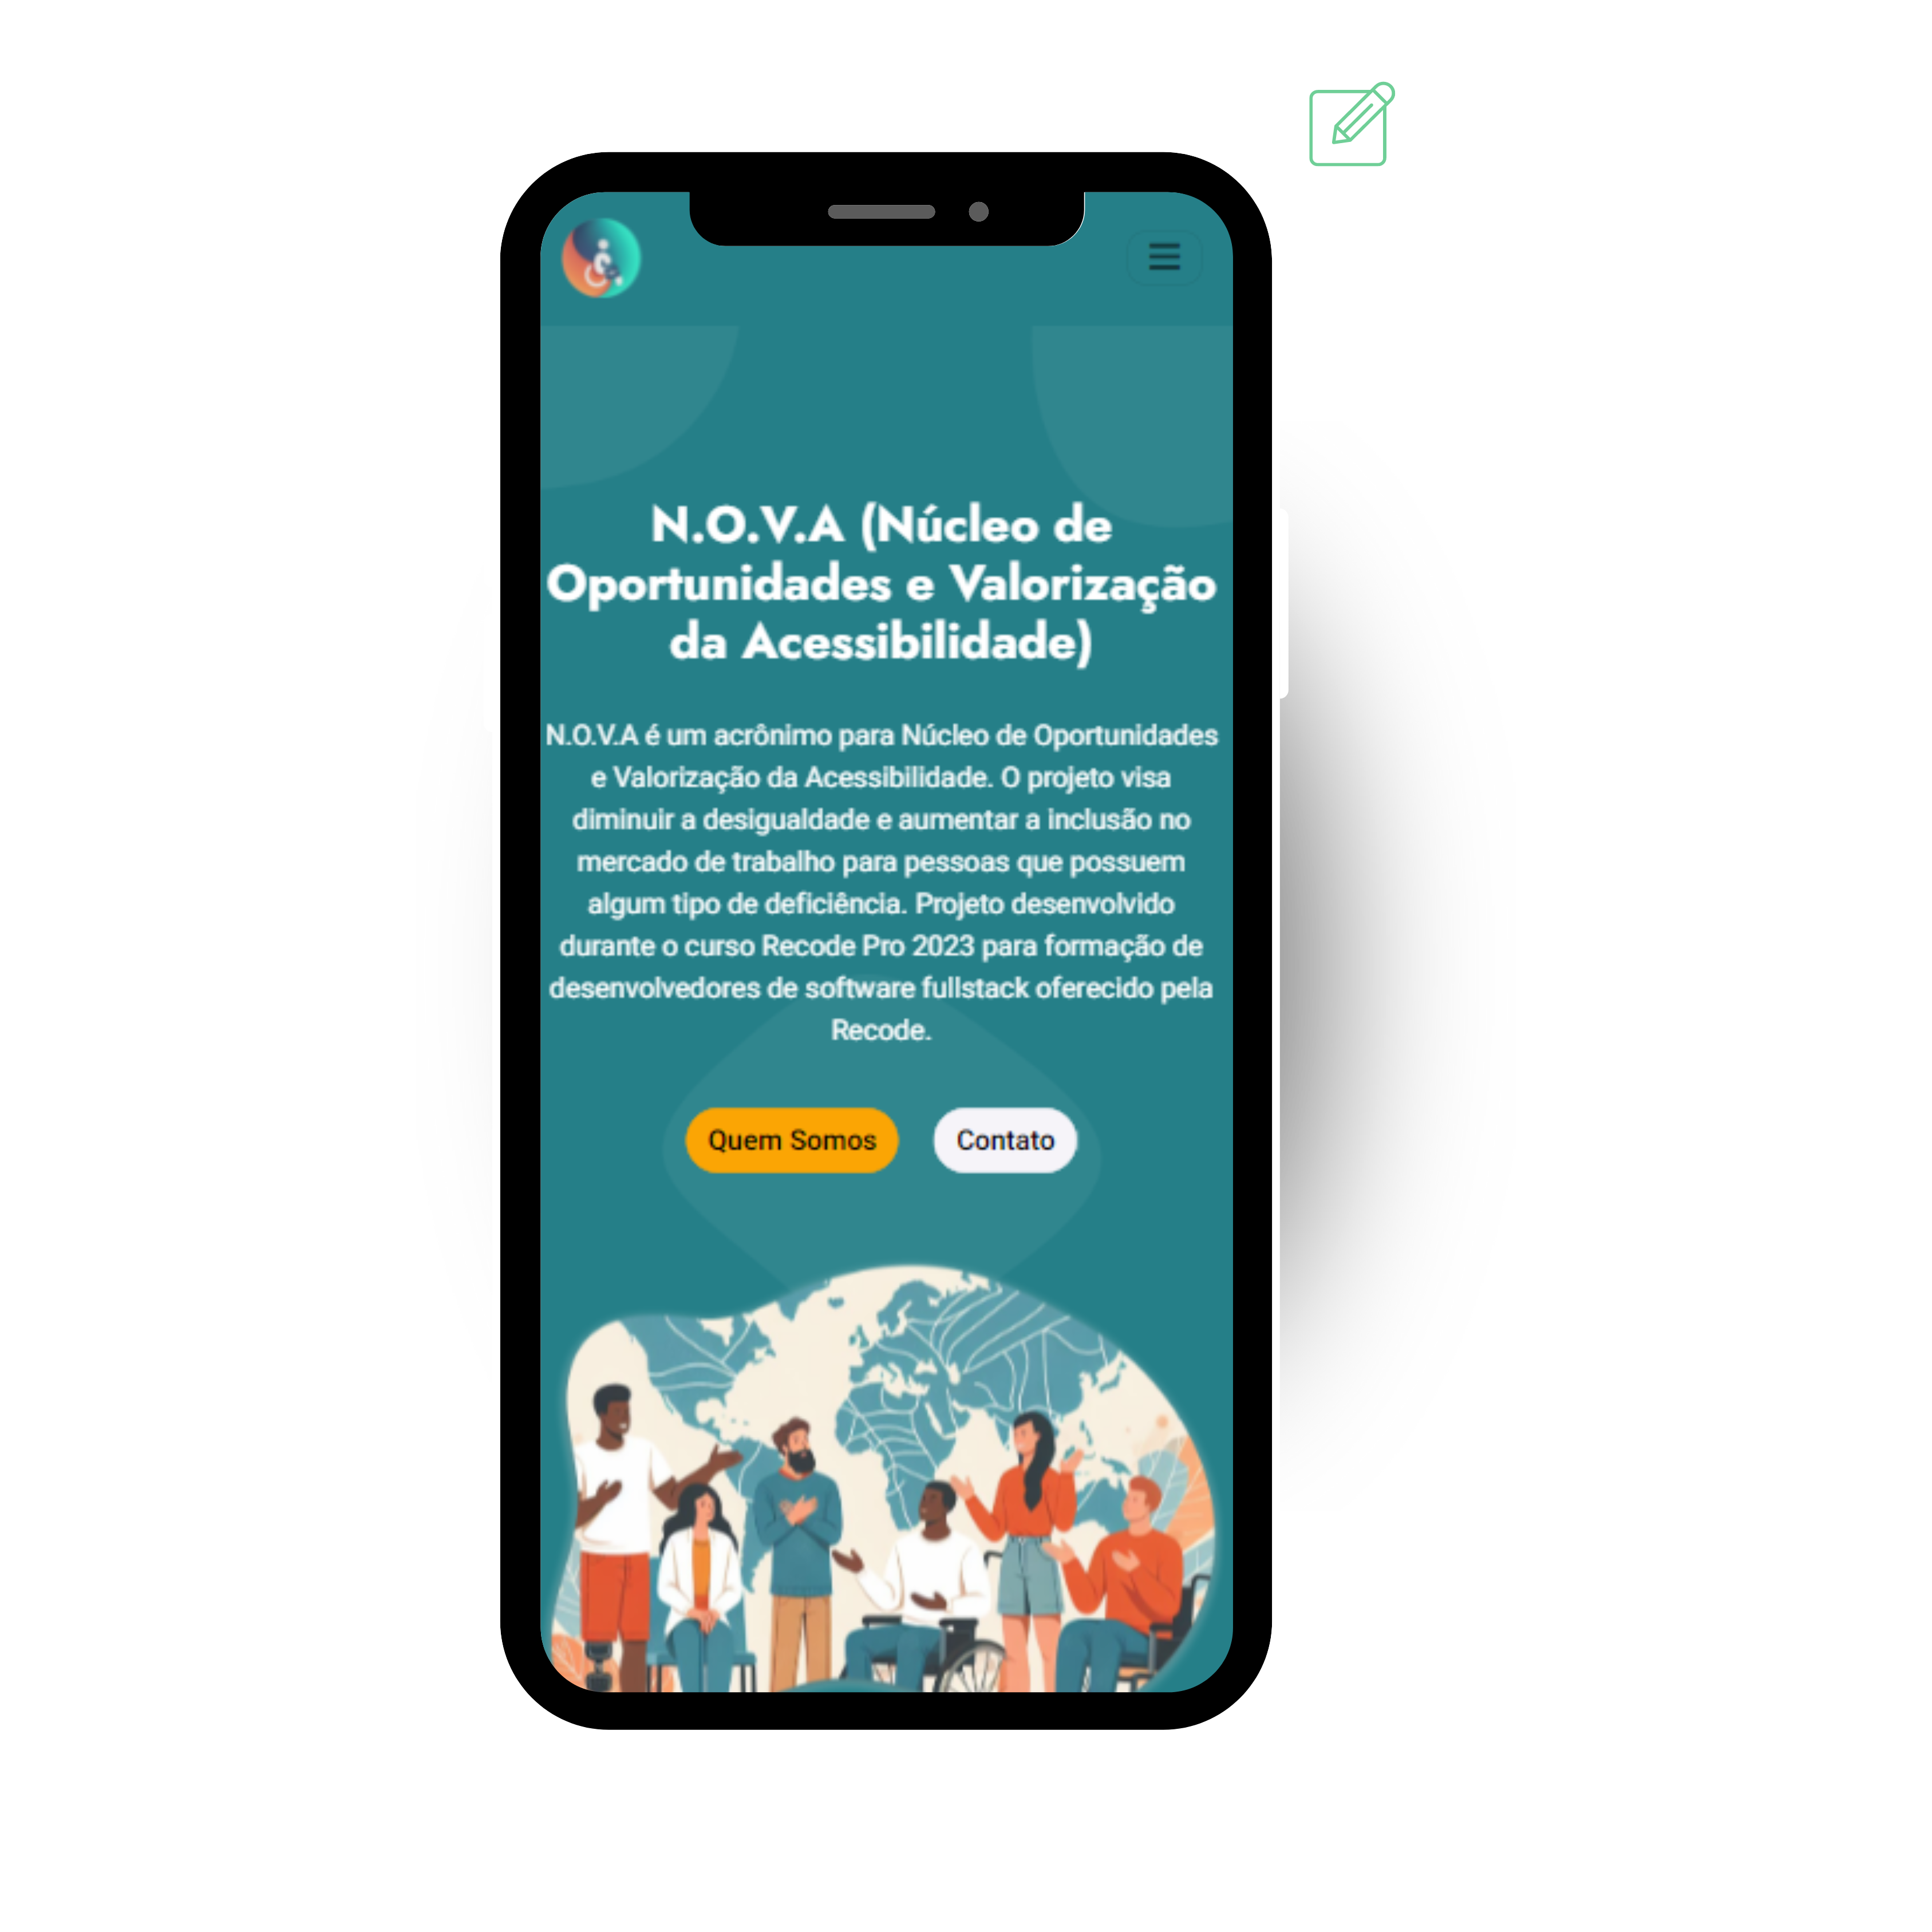 N.O.V.A (Núcleo de
Oportunidades e Valorização
da Acessibilidade)
N.O.V.A é um acrônimo para Núcleo de Oportunidades
e Valorização da Acessibilidade. O projeto visa
diminuir a desigualdade e aumentar a inclusão no
mercado de trabalho para pessoas que possuem
algum tipo de deficiência. Projeto desenvolvido
durante o curso Recode Pro 2023 para formação de
desenvolvedores de software fullstack oferecido pela
Recode.
Quem Somos
Contato